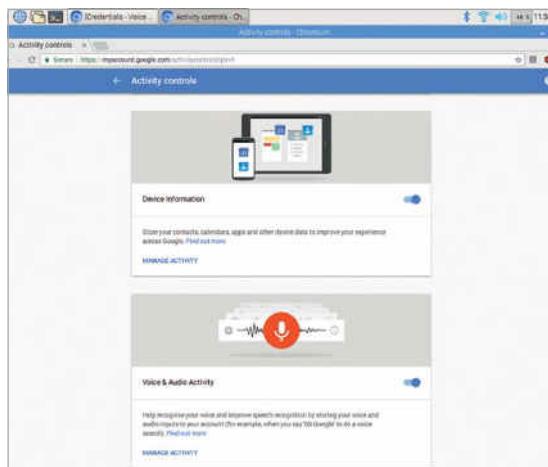 Credentials - Voice ...
Activity controls - Ch...
11:5
Activity controls - Chromium
Activity controls
Secure https://myaccount.google.com/activitycontrols
Activity controls
Device Information
Store your contacts, calendars, apps and other device data to improve your experience
across Google. Find out more
MANAGE ACTIVITY
Voice & Audio Activity
Help recognise your voice and improve speech recognition by storing your voice and
audio inputs to your account (for example, when you say 'Ok Google' to do a voice
search). Find out more
MANAGE ACTIVITY